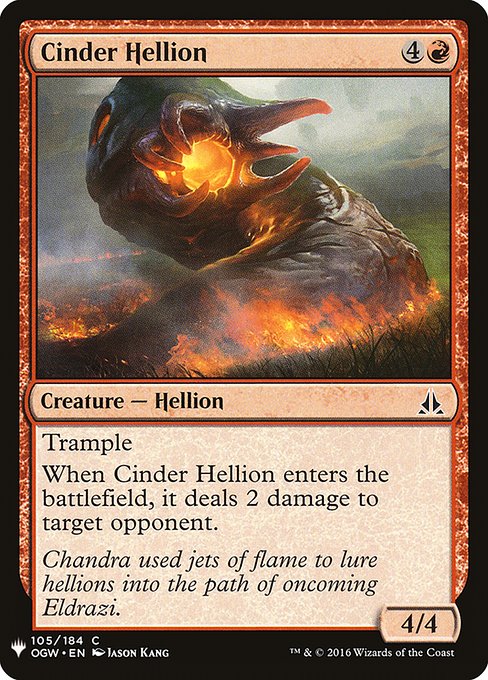 Cinder Hellion 4
Creature — Hellion
Trample
When Cinder Hellion enters the
battlefield, it deals 2 damage to
target opponent.
Chandra used jets of flame to lure
hellions into the path of oncoming
Eldrazi.
4/4
105/184 C
OGW • EN Jason Kang
™ & © 2016 Wizards of the Coast